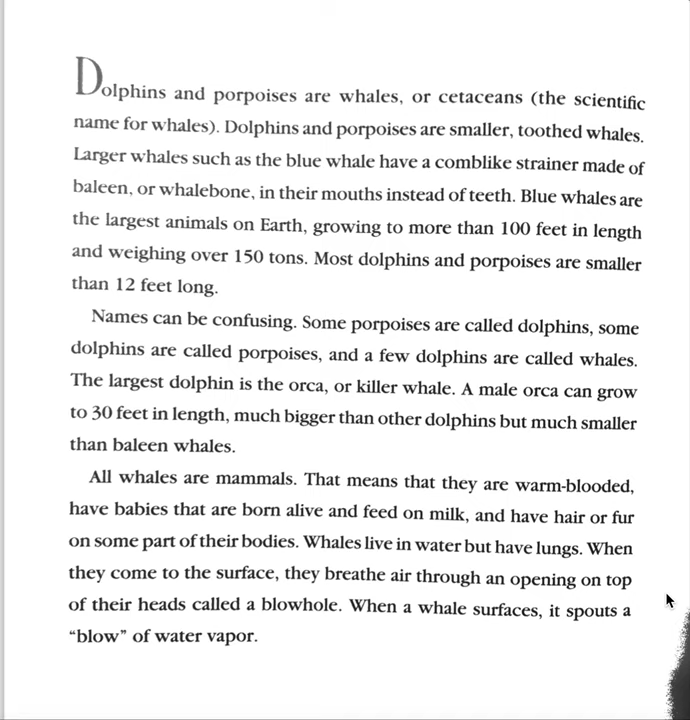 Dolphins and porpoises are whales, or cetaceans (the scientific
name for whales). Dolphins and porpoises are smaller, toothed whales.
Larger whales such as the blue whale have a comblike strainer made of
baleen, or whalebone, in their mouths instead of teeth. Blue whales are
the largest animals on Earth, growing to more than 100 feet in length
and weighing over 150 tons. Most dolphins and porpoises are smaller
than 12 feet long.
Names can be confusing. Some porpoises are called dolphins, some
dolphins are called porpoises, and a few dolphins are called whales.
The largest dolphin is the orca, or killer whale. A male orca can grow
to 30 feet in length, much bigger than other dolphins but much smaller
than baleen whales.
All whales are mammals. That means that they are warm-blooded,
have babies that are born alive and feed on milk, and have hair or fur
on some part of their bodies. Whales live in water but have lungs. When
they come to the surface, they breathe air through an opening on top
of their heads called a blowhole. When a whale surfaces, it spouts a
“blow” of water vapor.